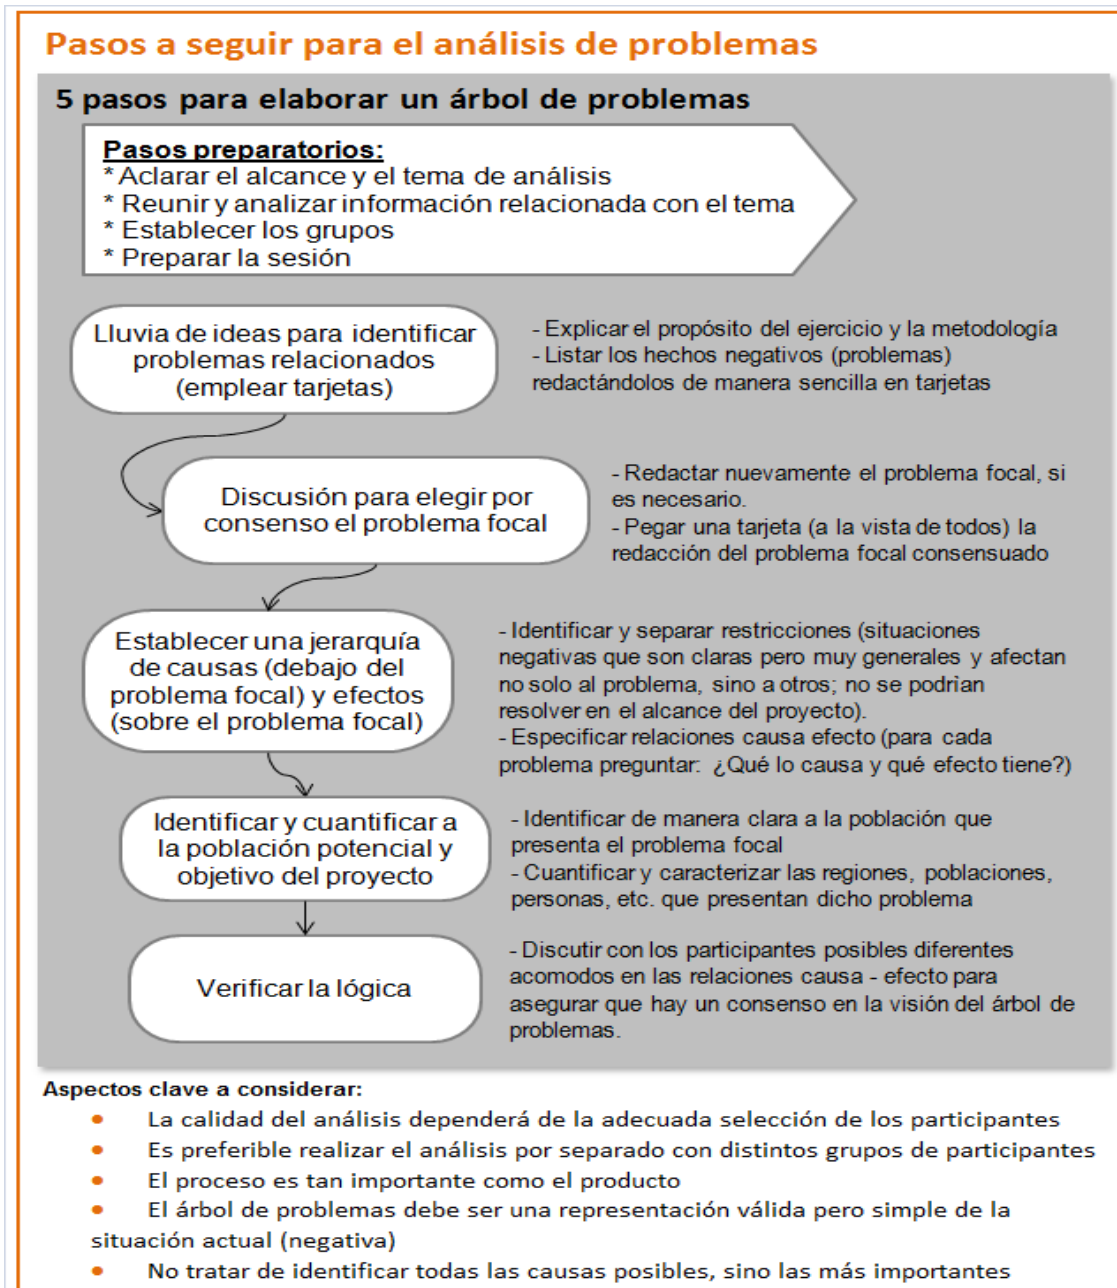 Pasos a seguir para el análisis de problemas
5 pasos para elaborar un árbol de problemas
Pasos preparatorios:
* Aclarar el alcance y el tema de análisis
* Reunir y analizar información relacionada con el tema
* Establecer los grupos
* Preparar la sesión
Lluvia de ideas para identificar
problemas relacionados
(emplear tarjetas)
- Explicar el propósito del ejercicio y la metodología
- Listar los hechos negativos (problemas)
redactándolos de manera sencilla en tarjetas
Discusión para elegir por
consenso el problema focal
- Redactar nuevamente el problema focal, si
es necesario.
- Pegar una tarjeta (a la vista de todos) la
redacción del problema focal consensuado
Establecer una jerarquía
de causas (debajo del
problema focal) y efectos
(sobre el problema focal)
- Identificar y separar restricciones (situaciones
negativas que son claras pero muy generales y afectan
no solo al problema, sino a otros; no se podrían
resolver en el alcance del proyecto).
- Especificar relaciones causa efecto (para cada
problema preguntar: ¿Qué lo causa y qué efecto tiene?)
Identificar y cuantificar a
la población potencial y
objetivo del proyecto
- Identificar de manera clara a la población que
presenta el problema focal
- Cuantificar y caracterizar las regiones, poblaciones,
personas, etc. que presentan dicho problema
Verificar la lógica
- Discutir con los participantes posibles diferentes
acomodos en las relaciones causa - efecto para
asegurar que hay un consenso en la visión del árbol de
problemas.
Aspectos clave a considerar:
• La calidad del análisis dependerá de la adecuada selección de los participantes
• Es preferible realizar el análisis por separado con distintos grupos de participantes
• El proceso es tan importante como el producto
• El árbol de problemas debe ser una representación válida pero simple de la
situación actual (negativa)
• No tratar de identificar todas las causas posibles, sino las más importantes